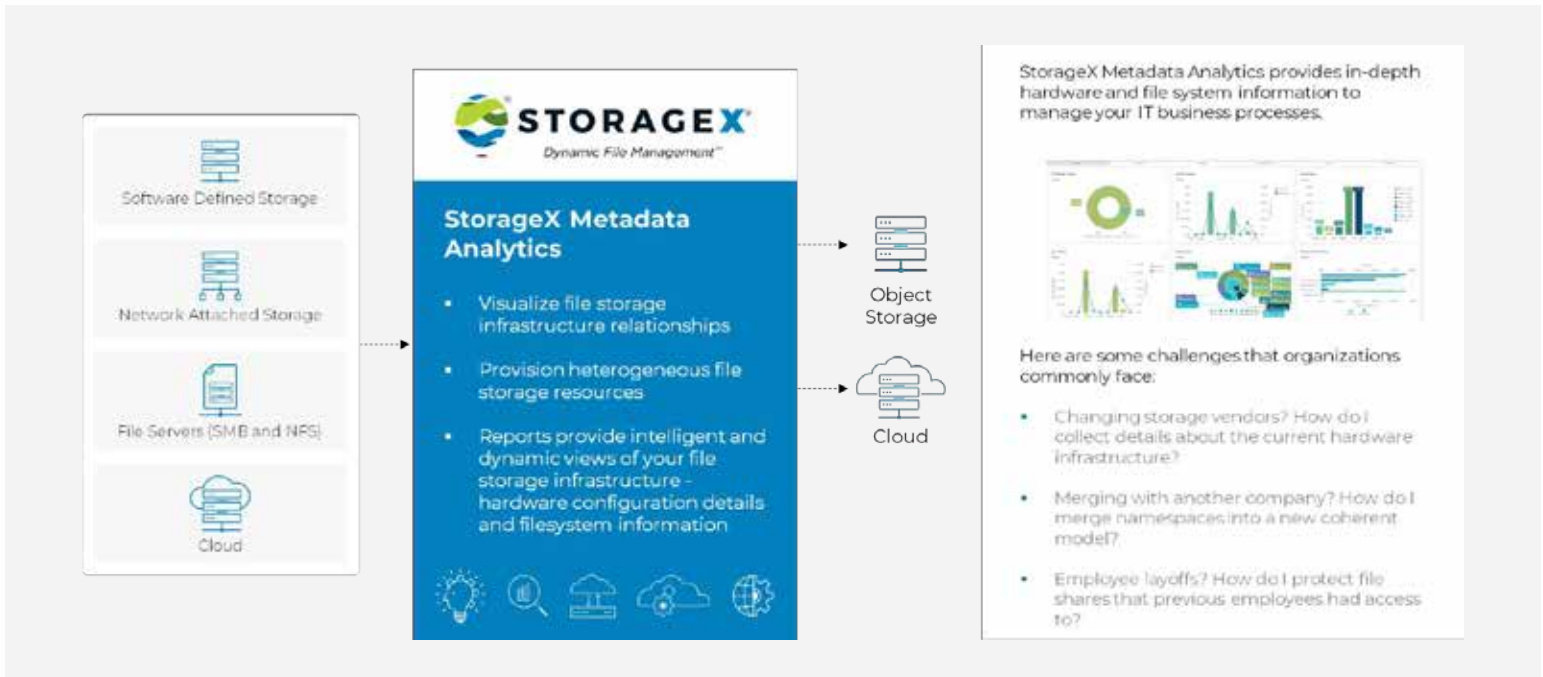 Software Defined Storage
Network Attached Storage
File Servers (SMB and NFS)
Cloud
STORAGEX®
Dynamic File Management™
StorageX Metadata
Analytics
▪ Visualize file storage
infrastructure relationships
▪ Provision heterogeneous file
storage resources
▪ Reports provide intelligent and
dynamic views of your file
storage infrastructure -
hardware configuration details
and filesystem information
Object
Storage
Cloud
StorageX Metadata Analytics provides in-depth
hardware and file system information to
manage your IT business processes.
Here are some challenges that organizations
commonly face:
• Changing storage vendors? How do I
collect details about the current hardware
infrastructure?
• Merging with another company? How do I
merge namespaces into a new coherent
model?
• Employee layoffs? How do I protect file
shares that previous employees had access
to?